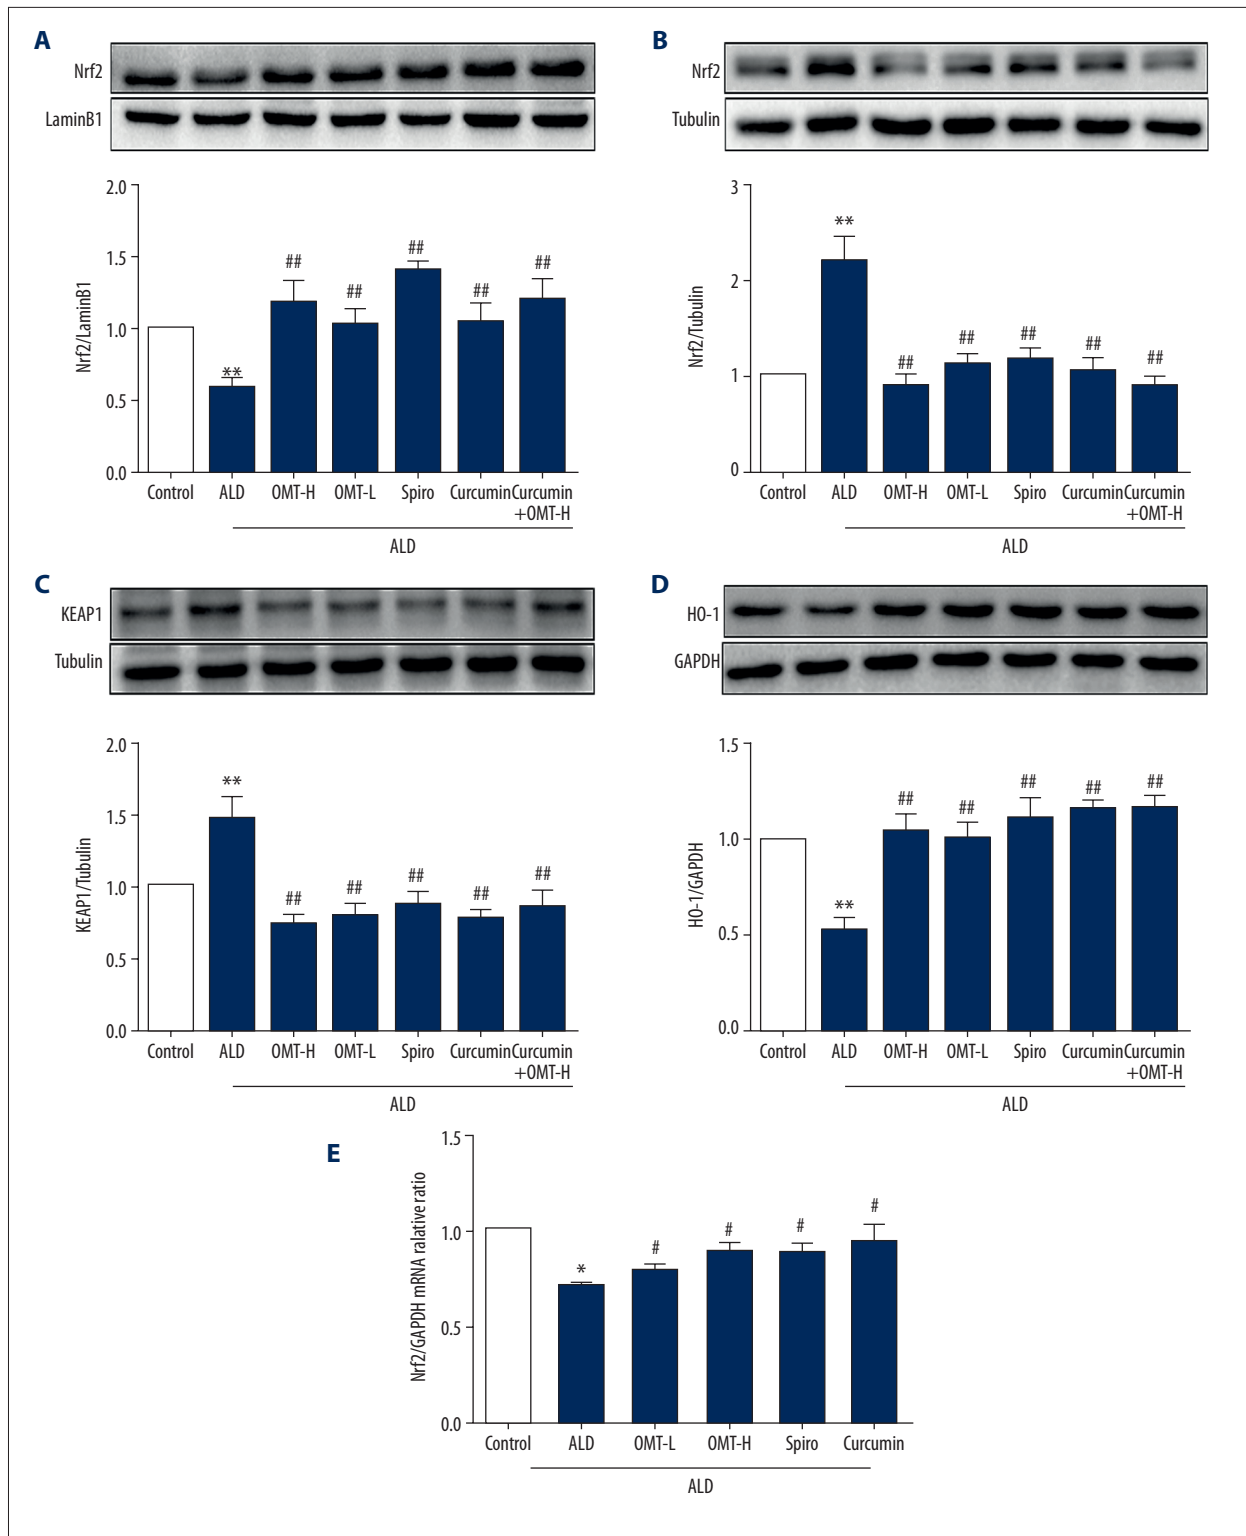 A
Nrf2
LaminB1
2.0
1.5
1.0
0.5
0.0
Nrf2/LaminB1
**
##
##
##
##
##
Control ALD OMT-H OMT-L Spiro Curcumin Curcumin
+OMT-H
ALD
B
Nrf2
Tubulin
3
2
1
0
Nrf2/Tubulin
**
##
##
##
##
##
Control ALD OMT-H OMT-L Spiro Curcumin Curcumin
+OMT-H
ALD
C
KEAP1
Tubulin
2.0
1.5
1.0
0.5
0.0
KEAP1/Tubulin
**
##
##
##
##
##
Control ALD OMT-H OMT-L Spiro Curcumin Curcumin
+OMT-H
ALD
D
HO-1
GAPDH
1.5
1.0
0.5
0.0
HO-1/GAPDH
**
##
##
##
##
##
Control ALD OMT-H OMT-L Spiro Curcumin Curcumin
+OMT-H
ALD
E
1.5
1.0
0.5
0.0
Nrf2/GAPDH mRNA ralative ratio
*
#
#
#
#
Control ALD OMT-L OMT-H Spiro Curcumin
ALD